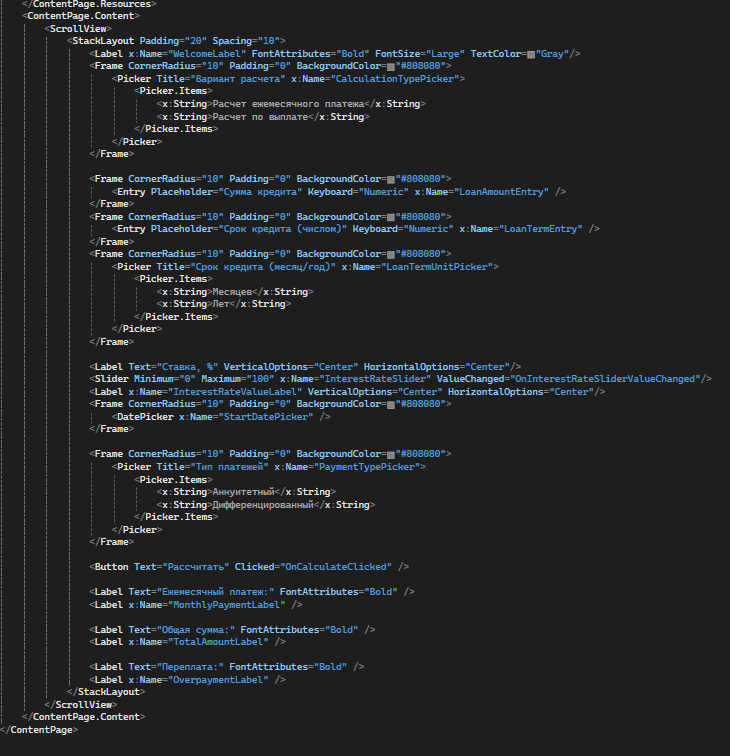 </ContentPage.Resources>
<ContentPage.Content>
<ScrollView>
<StackLayout Padding="20" Spacing="10">
<Label x:Name="WelcomeLabel" FontAttributes="Bold" FontSize="Large" TextColor="Gray"/>
<Frame CornerRadius="10" Padding="0" BackgroundColor="#808080">
<Picker Title="Вариант расчета" x:Name="CalculationTypePicker">
<Picker.Items>
<x:String>Расчет ежемесячного платежа</x:String>
<x:String>Расчет по выплате</x:String>
</Picker.Items>
</Picker>
</Frame>
<Frame CornerRadius="10" Padding="0" BackgroundColor="#808080">
<Entry Placeholder="Сумма кредита" Keyboard="Numeric" x:Name="LoanAmountEntry" />
</Frame>
<Frame CornerRadius="10" Padding="0" BackgroundColor="#808080">
<Entry Placeholder="Срок кредита (числом)" Keyboard="Numeric" x:Name="LoanTermEntry" />
</Frame>
<Frame CornerRadius="10" Padding="0" BackgroundColor="#808080">
<Picker Title="Срок кредита (месяц/год)" x:Name="LoanTermUnitPicker">
<Picker.Items>
<x:String>Месяцев</x:String>
<x:String>Лет</x:String>
</Picker.Items>
</Picker>
</Frame>
<Label Text="Ставка, %" VerticalOptions="Center" HorizontalOptions="Center"/>
<Slider Minimum="0" Maximum="100" x:Name="InterestRateSlider" ValueChanged="OnInterestRateSliderValueChanged"/>
<Label x:Name="InterestRateValueLabel" VerticalOptions="Center" HorizontalOptions="Center"/>
<Frame CornerRadius="10" Padding="0" BackgroundColor="#808080">
<DatePicker x:Name="StartDatePicker" />
</Frame>
<Frame CornerRadius="10" Padding="0" BackgroundColor="#808080">
<Picker Title="Тип платежей" x:Name="PaymentTypePicker">
<Picker.Items>
<x:String>Аннуитетный</x:String>
<x:String>Дифференцированный</x:String>
</Picker.Items>
</Picker>
</Frame>
<Button Text="Рассчитать" Clicked="OnCalculateClicked" />
<Label Text="Ежемесячный платеж:" FontAttributes="Bold" />
<Label x:Name="MonthlyPaymentLabel" />
<Label Text="Общая сумма:" FontAttributes="Bold" />
<Label x:Name="TotalAmountLabel" />
<Label Text="Переплата:" FontAttributes="Bold" />
<Label x:Name="OverpaymentLabel" />
</StackLayout>
</ScrollView>
</ContentPage.Content>
</ContentPage>